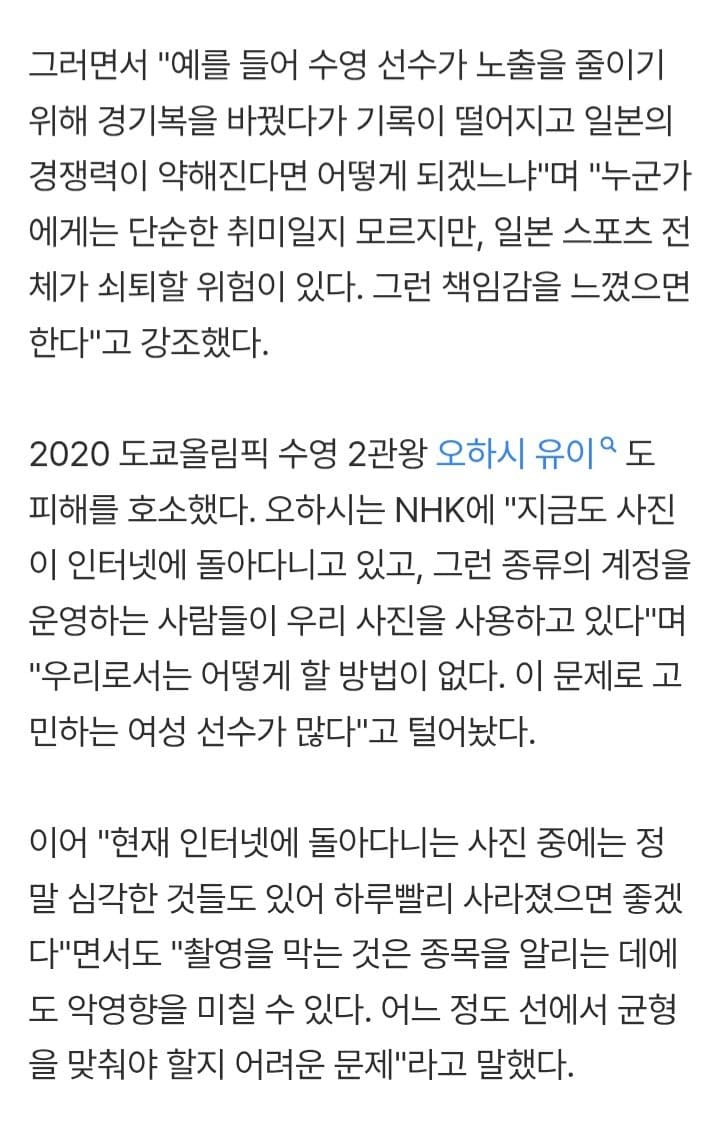 그러면서 "예를 들어 수영 선수가 노출을 줄이기
위해 경기복을 바꿨다가 기록이 떨어지고 일본의
경쟁력이 약해진다면 어떻게 되겠느냐"며 "누군가
에게는 단순한 취미일지 모르지만, 일본 스포츠 전
체가 쇠퇴할 위험이 있다. 그런 책임감을 느꼈으면
한다"고 강조했다.
2020 도쿄올림픽 수영 2관왕 오하시 유이 도
피해를 호소했다. 오하시는 NHK에 "지금도 사진
이 인터넷에 돌아다니고 있고, 그런 종류의 계정을
운영하는 사람들이 우리 사진을 사용하고 있다"며
"우리로서는 어떻게 할 방법이 없다. 이 문제로 고
민하는 여성 선수가 많다"고 털어놨다.
이어 "현재 인터넷에 돌아다니는 사진 중에는 정
말 심각한 것들도 있어 하루빨리 사라졌으면 좋겠
다"면서도 "촬영을 막는 것은 종목을 알리는 데에
도 악영향을 미칠 수 있다. 어느 정도 선에서 균형
을 맞춰야 할지 어려운 문제"라고 말했다.